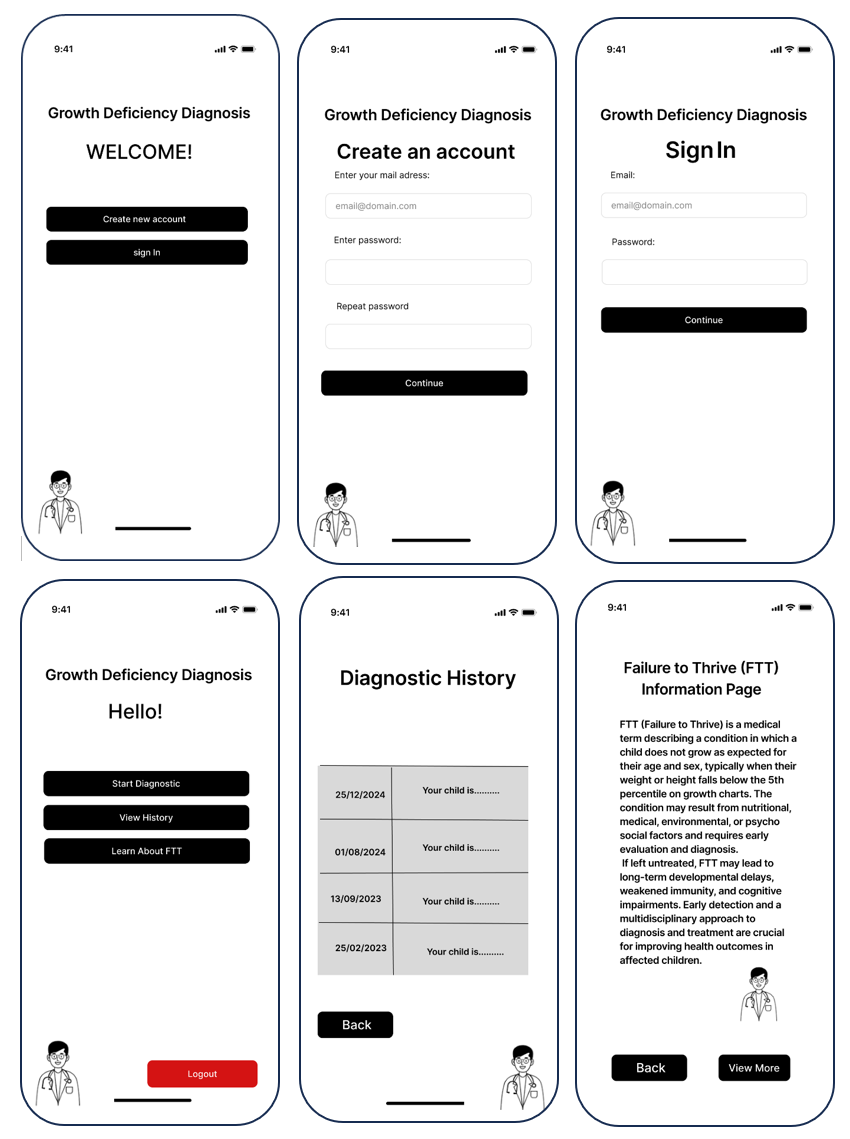 9:41
Growth Deficiency Diagnosis
WELCOME!
Create new account
sign In
9:41
Growth Deficiency Diagnosis
Create an account
Enter your mail adress:
email@domain.com
Enter password:
Repeat password
Continue
9:41
Growth Deficiency Diagnosis
Sign In
Email:
email@domain.com
Password:
Continue
9:41
Growth Deficiency Diagnosis
Hello!
Start Diagnostic
View History
Learn About FTT
Logout
9:41
Diagnostic History
25/12/2024 Your child is..........
01/08/2024 Your child is..........
13/09/2023 Your child is..........
25/02/2023 Your child is..........
Back
9:41
Failure to Thrive (FTT)
Information Page
FTT (Failure to Thrive) is a medical
term describing a condition in which a
child does not grow as expected for
their age and sex, typically when their
weight or height falls below the 5th
percentile on growth charts. The
condition may result from nutritional,
medical, environmental, or psycho
social factors and requires early
evaluation and diagnosis.
If left untreated, FTT may lead to
long-term developmental delays,
weakened immunity, and cognitive
impairments. Early detection and a
multidisciplinary approach to
diagnosis and treatment are crucial
for improving health outcomes in
affected children.
Back
View More